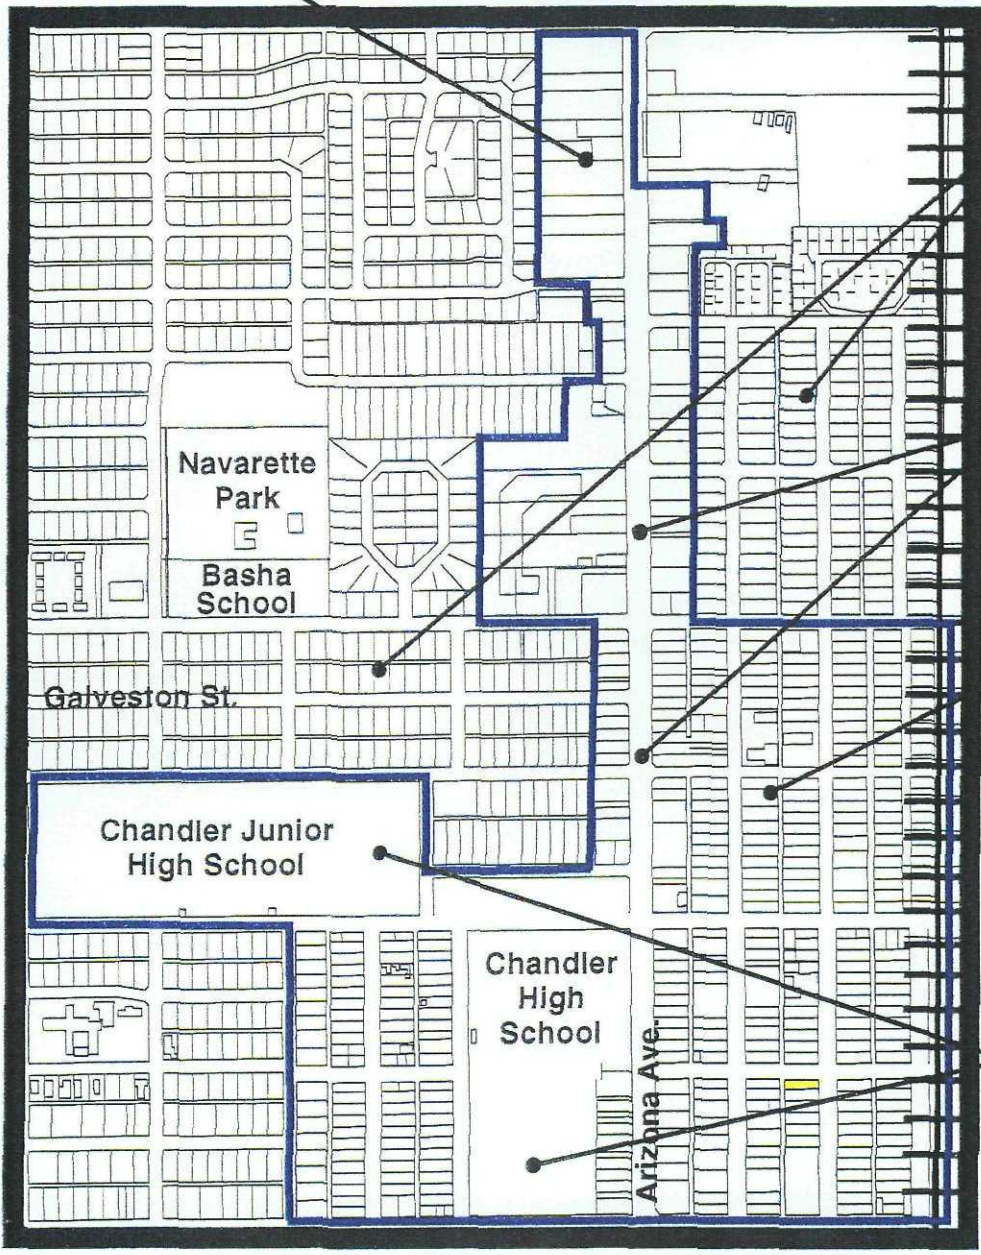 Navarette
Park
Basha
School
Galveston St.
Chandler Junior
High School
Chandler
High
School
Arizona Ave.